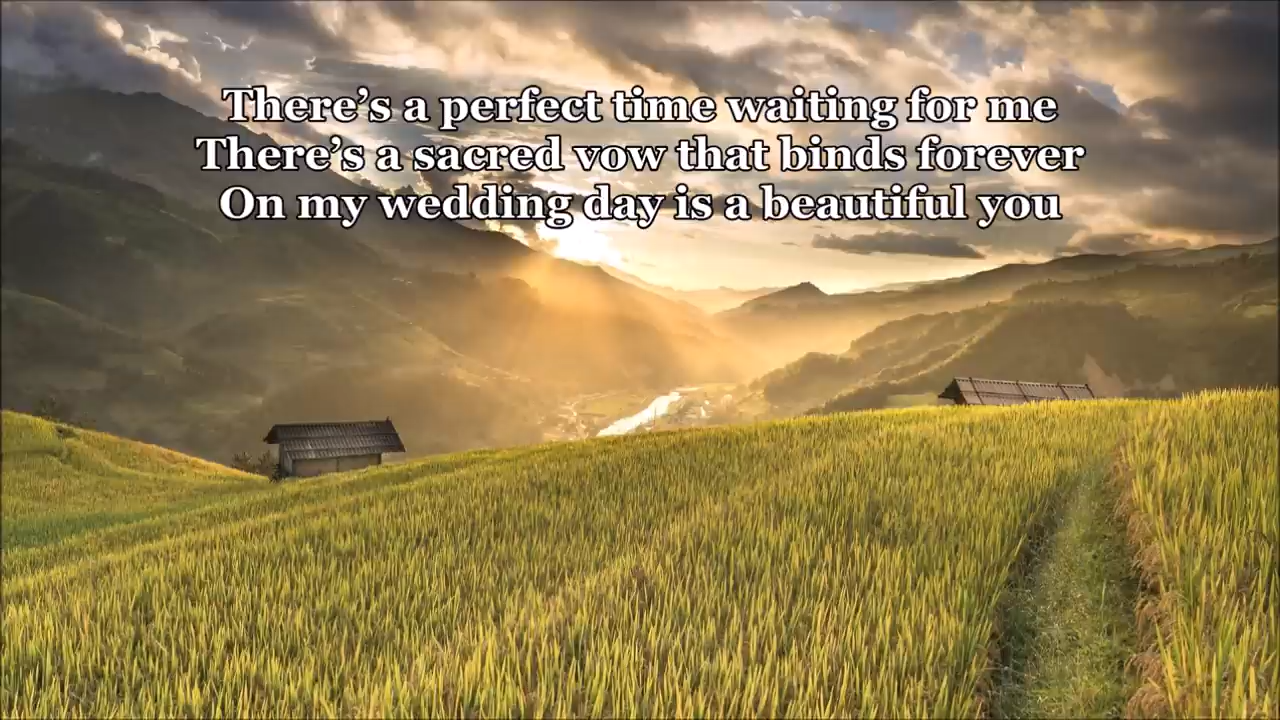 There’s a perfect time waiting for me
There’s a sacred vow that binds forever
On my wedding day is a beautiful you